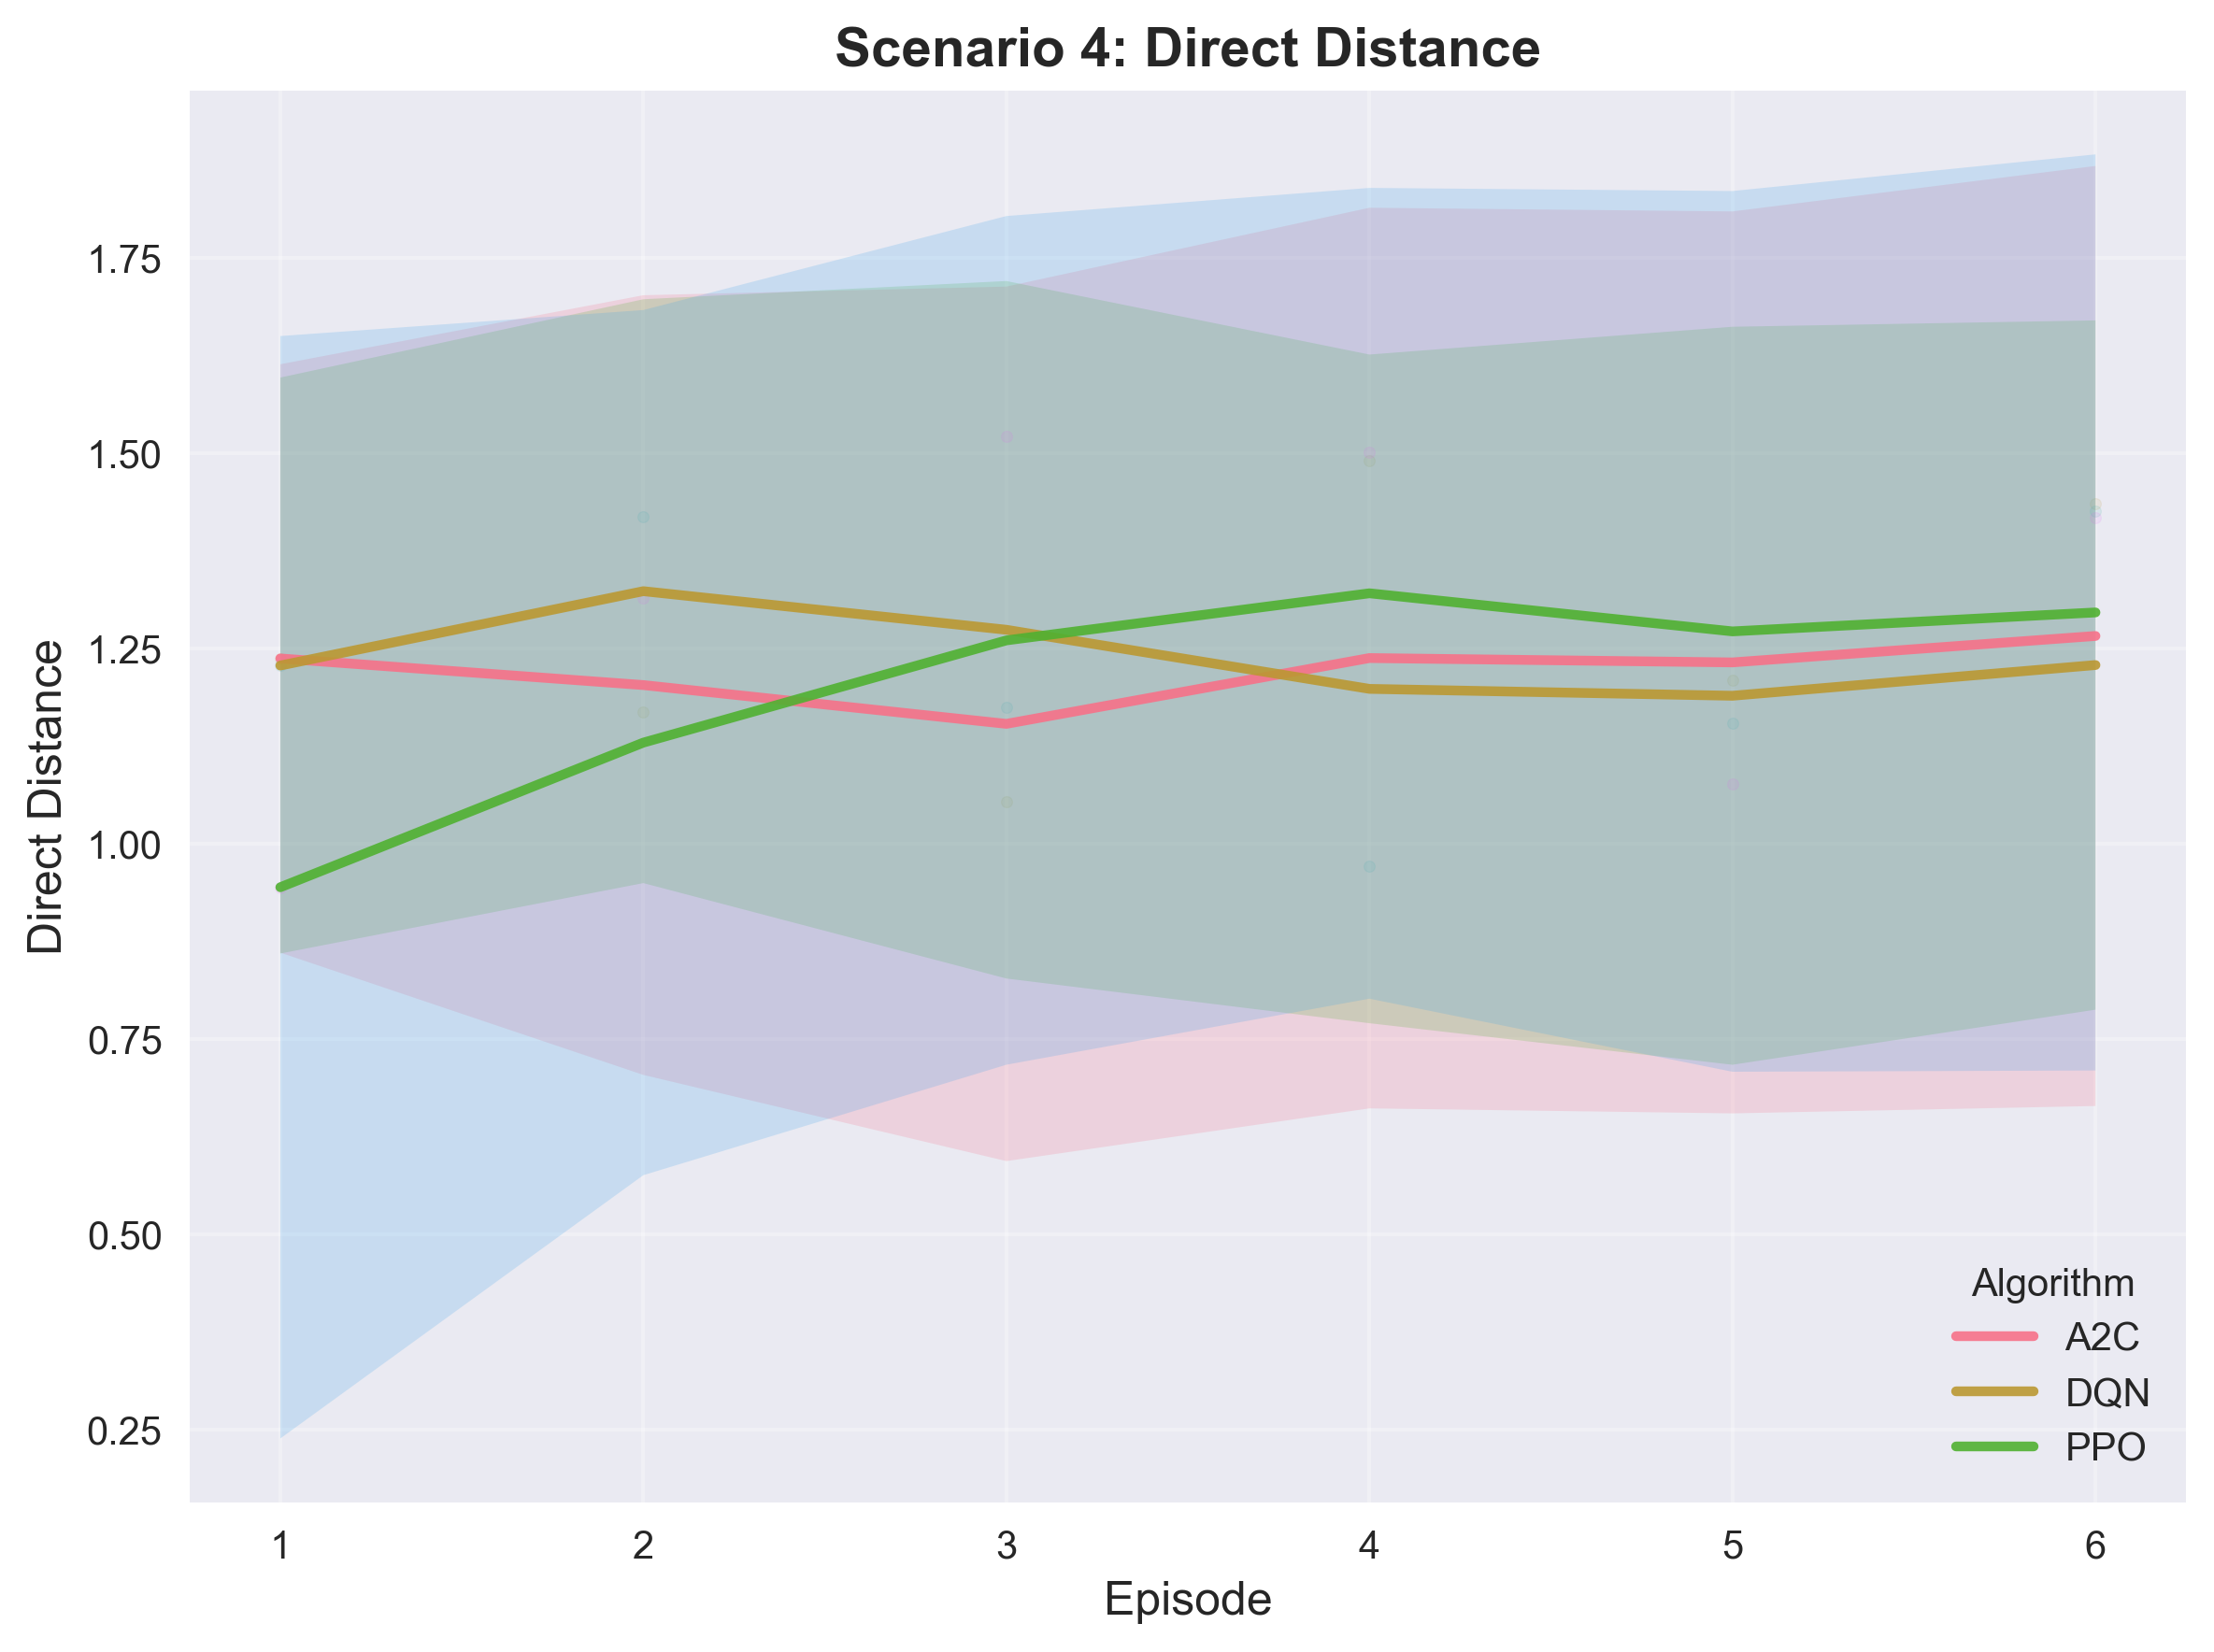 Scenario 4: Direct Distance
Direct Distance
1.75
1.50
1.25
1.00
0.75
0.50
0.25
1 2 3 4 5 6
Episode
Algorithm
A2C
DQN
PPO